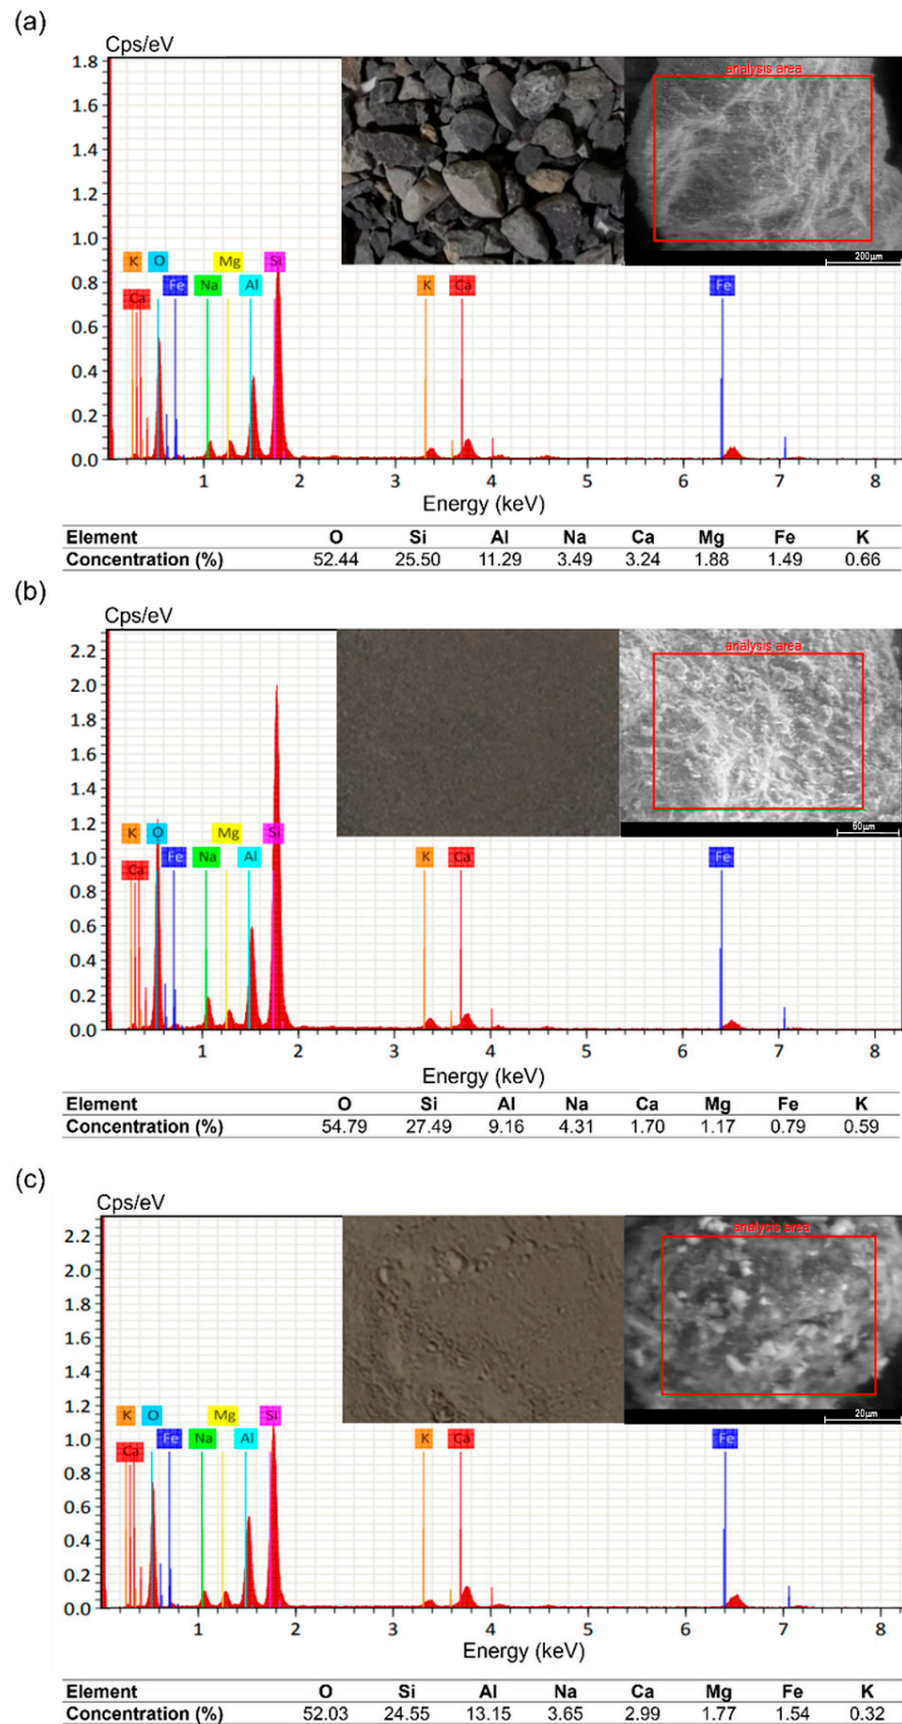 (a)
Cps/eV
1.8
1.6
1.4
1.2
1.0
0.8
0.6
0.4
0.2
0.0
analysis area
200µm
K O Mg Si
Ca Fe Na Al K Ca Fe
1 2 3 4 5 6 7 8
Energy (keV)
Element O Si Al Na Ca Mg Fe K
Concentration (%) 52.44 25.50 11.29 3.49 3.24 1.88 1.49 0.66
(b)
Cps/eV
2.2
2.0
1.8
1.6
1.4
1.2
1.0
0.8
0.6
0.4
0.2
0.0
analysis area
60µm
K O Mg Si
Ca Fe Na Al K Ca Fe
1 2 3 4 5 6 7 8
Energy (keV)
Element O Si Al Na Ca Mg Fe K
Concentration (%) 54.79 27.49 9.16 4.31 1.70 1.17 0.79 0.59
(c)
Cps/eV
2.2
2.0
1.8
1.6
1.4
1.2
1.0
0.8
0.6
0.4
0.2
0.0
analysis area
20µm
K O Mg Si
Ca Fe Na Al K Ca Fe
1 2 3 4 5 6 7 8
Energy (keV)
Element O Si Al Na Ca Mg Fe K
Concentration (%) 52.03 24.55 13.15 3.65 2.99 1.77 1.54 0.32